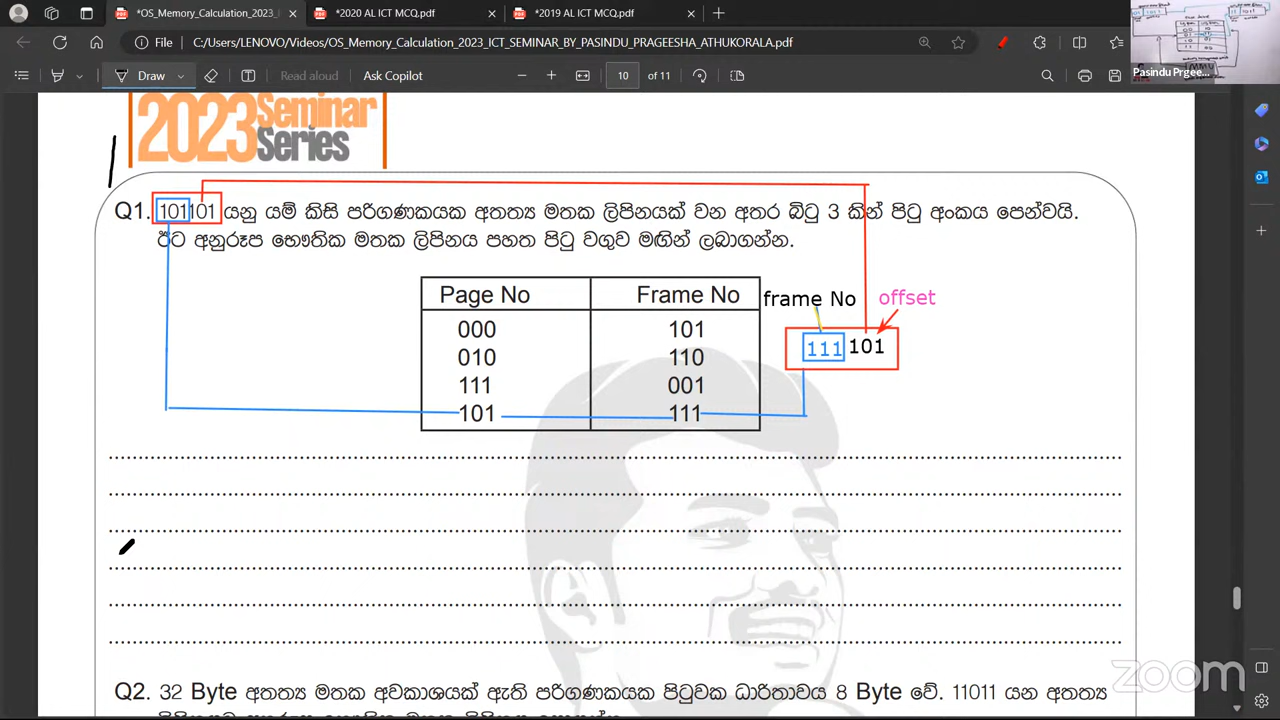 *OS_Memory_Calculation_2023_I
*2020 AL ICT MCQ.pdf
*2019 AL ICT MCQ.pdf
File
C:/Users/LENOVO/Videos/OS_Memory_Calculation_2023_ICT_SEMINAR_BY_PASINDU_PRAGEESHA_ATHUKORALA.pdf
Draw
Read aloud
Ask Copilot
10 of 11
Pasindu Prgee...
2023 Seminar
Series
Q1. 101101 යනු යම් කිසි පරිගණකයක අතත්‍ය මතක ලිපිනයක් වන අතර බිටු 3 කින් පිටු අංකය පෙන්වයි.
ඊට අනුරූප භෞතික මතක ලිපිනය පහත පිටු වගුව මඟින් ලබාගන්න.
Page No Frame No
frame No offset
000 101
111 101
010 110
111 001
101 111
Q2. 32 Byte අතත්‍ය මතක අවකාශයක් ඇති පරිගණකයක පිටුවක ධාරිතාවය 8 Byte වේ. 11011 යන අතත්‍ය
zoom